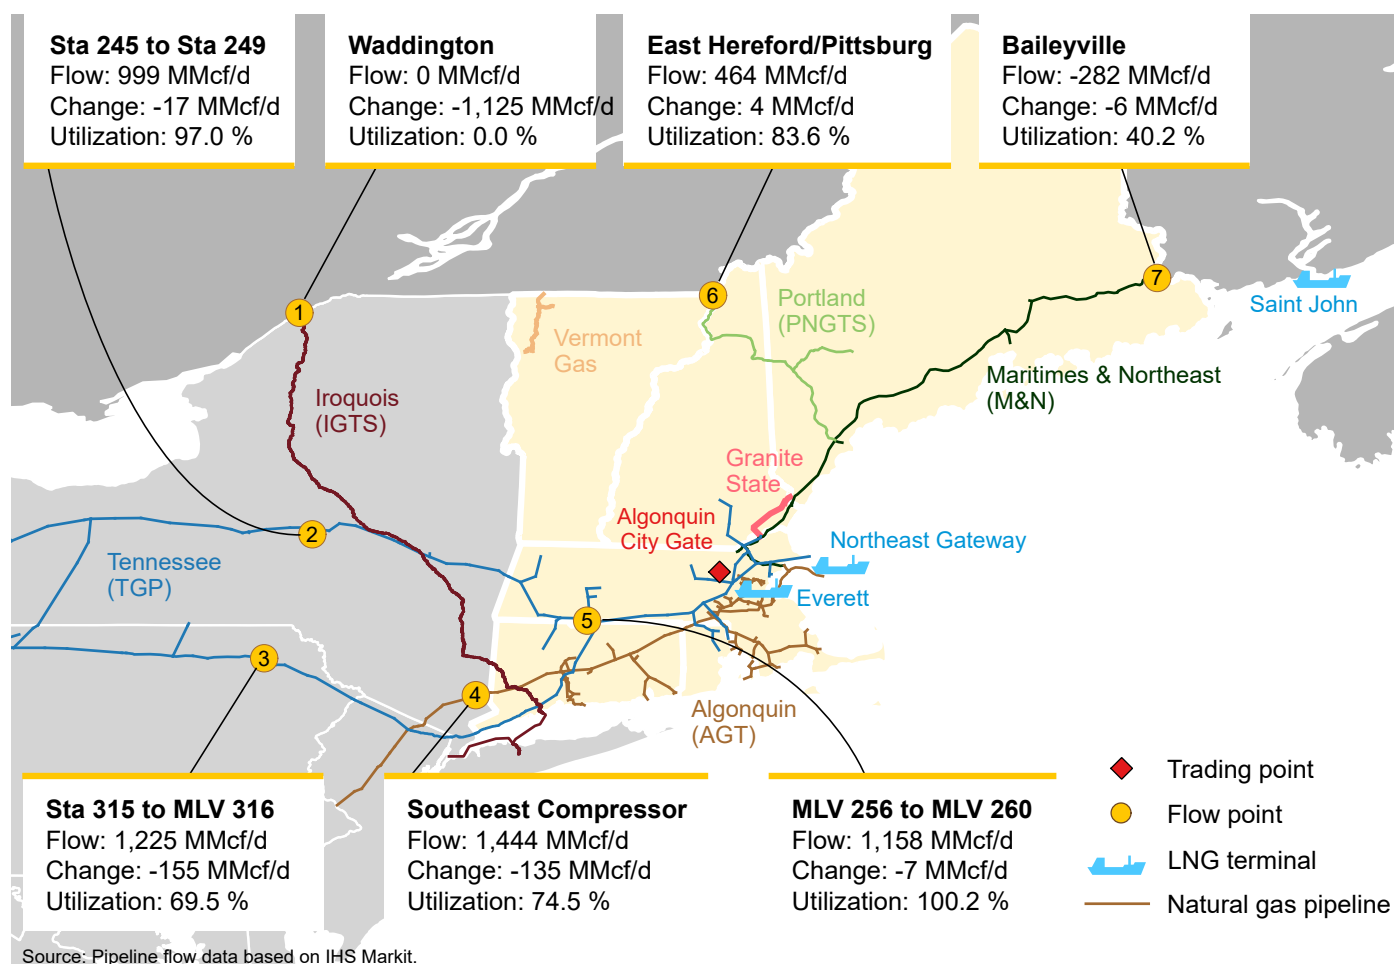 Sta 245 to Sta 249
Flow: 999 MMcf/d
Change: -17 MMcf/d
Utilization: 97.0 %
Waddington
Flow: 0 MMcf/d
Change: -1,125 MMcf/d
Utilization: 0.0 %
East Hereford/Pittsburg
Flow: 464 MMcf/d
Change: 4 MMcf/d
Utilization: 83.6 %
Baileyville
Flow: -282 MMcf/d
Change: -6 MMcf/d
Utilization: 40.2 %
1
6
7
Portland
(PNGTS)
Saint John
Vermont
Gas
Iroquois
(IGTS)
Maritimes & Northeast
(M&N)
Granite
State
Algonquin
City Gate
2
Northeast Gateway
Tennessee
(TGP)
Everett
5
3
4
Algonquin
(AGT)
Sta 315 to MLV 316
Flow: 1,225 MMcf/d
Change: -155 MMcf/d
Utilization: 69.5 %
Southeast Compressor
Flow: 1,444 MMcf/d
Change: -135 MMcf/d
Utilization: 74.5 %
MLV 256 to MLV 260
Flow: 1,158 MMcf/d
Change: -7 MMcf/d
Utilization: 100.2 %
Trading point
Flow point
LNG terminal
Natural gas pipeline
Source: Pipeline flow data based on IHS Markit.